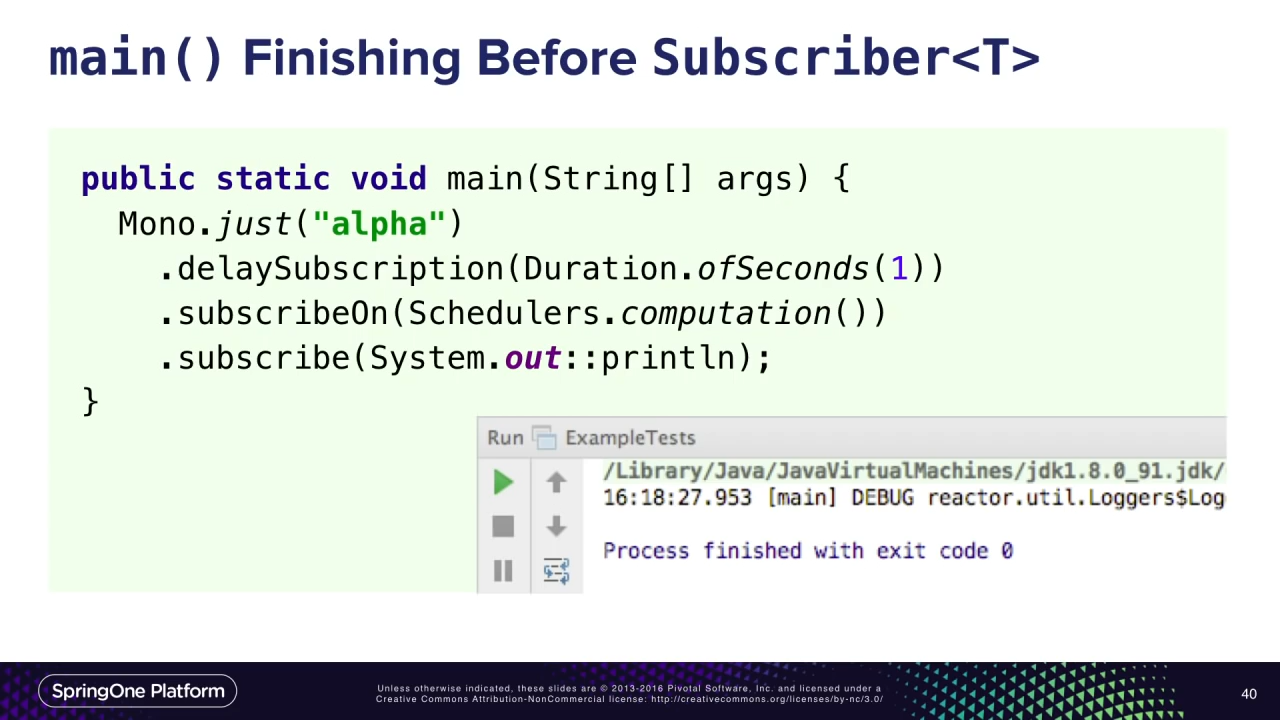 main() Finishing Before Subscriber<T>
public static void main(String[] args) {
Mono.just("alpha")
.delaySubscription(Duration.ofSeconds(1))
.subscribeOn(Schedulers.computation())
.subscribe(System.out::println);
}
Run ExampleTests
/Library/Java/JavaVirtualMachines/jdk1.8.0_91.jdk/
16:18:27.953 [main] DEBUG reactor.util.Loggers$Log
Process finished with exit code 0
SpringOne Platform
Unless otherwise indicated, these slides are © 2013-2016 Pivotal Software, Inc. and licensed under a
Creative Commons Attribution-NonCommercial license: http://creativecommons.org/licenses/by-nc/3.0/
40